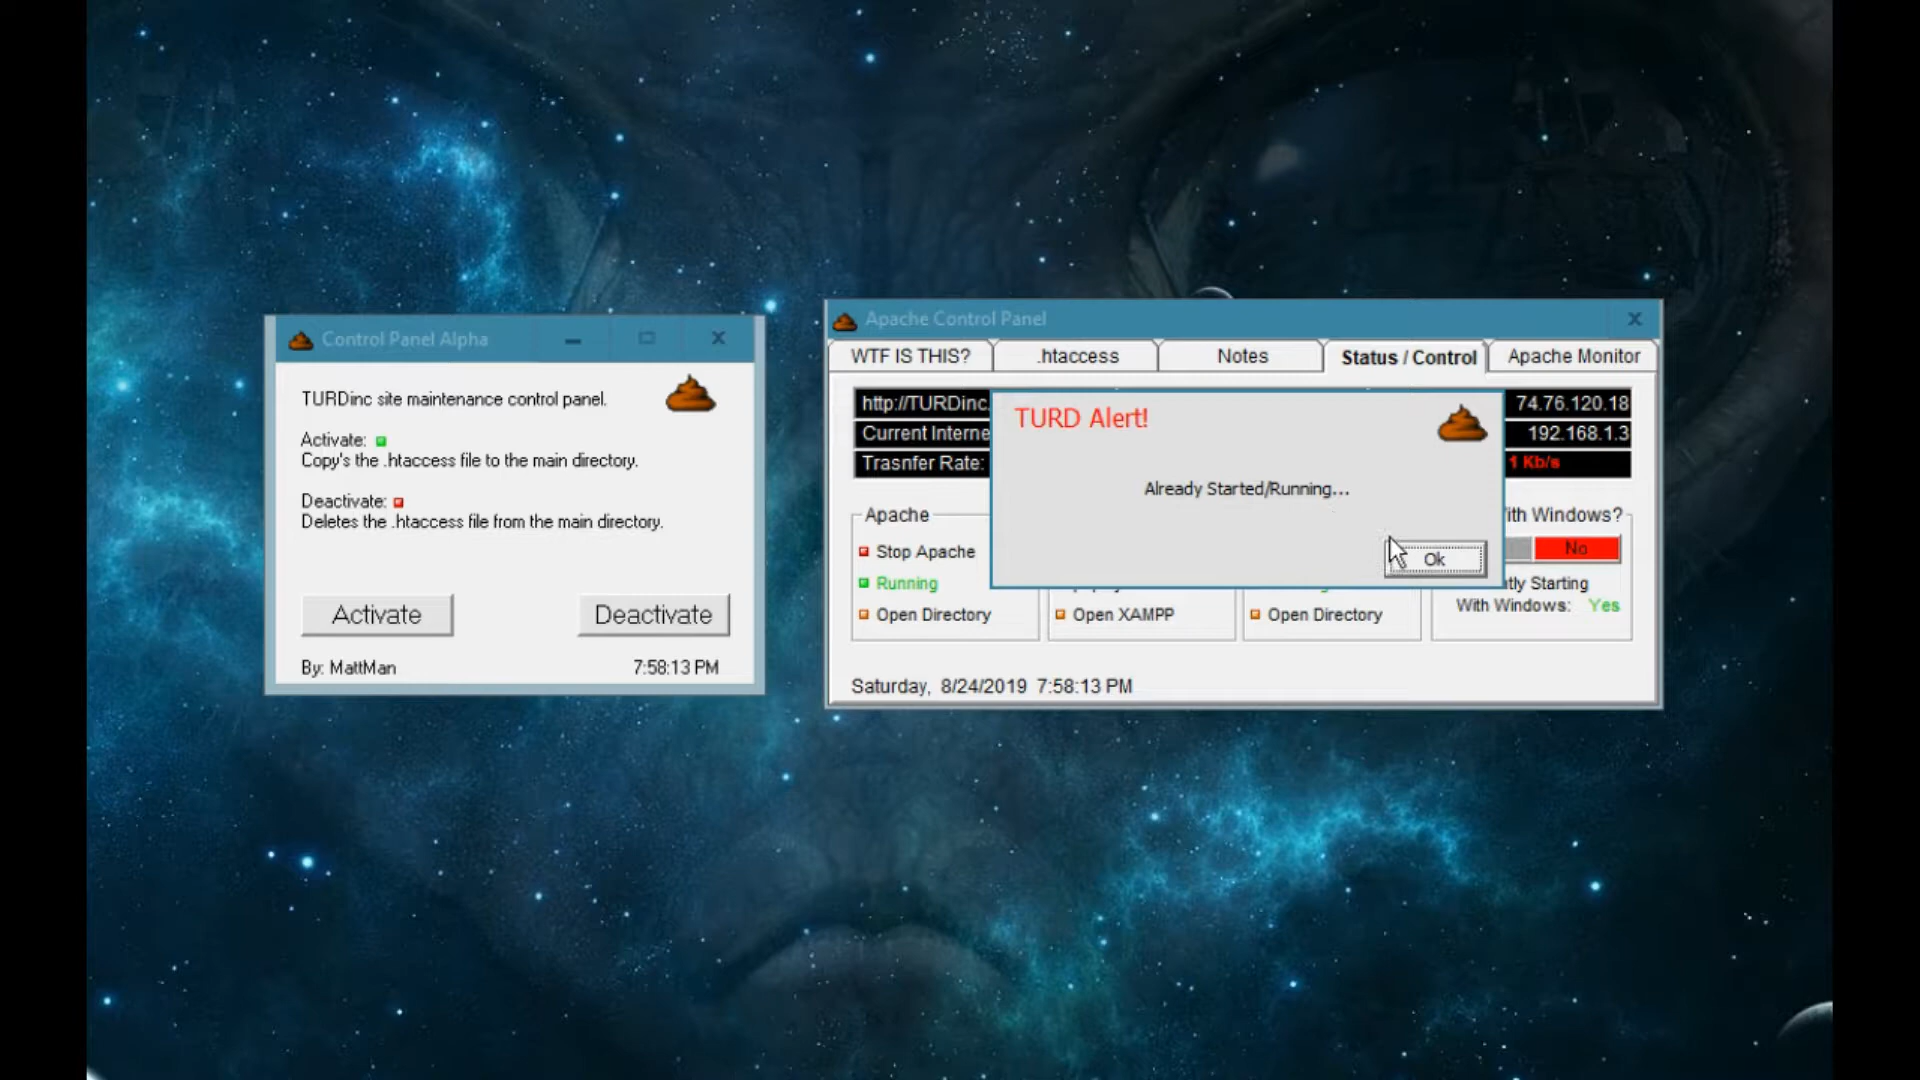 Control Panel Alpha
TURDinc site maintenance control panel.
Activate:
Copy's the .htaccess file to the main directory.
Deactivate:
Deletes the .htaccess file from the main directory.
Activate
Deactivate
By: MattMan
7:58:13 PM
Apache Control Panel
WTF IS THIS?
.htaccess
Notes
Status / Control
Apache Monitor
http://TURDinc.
74.76.120.18
Current Interne
192.168.1.3
Trasnfer Rate:
1 Kb/s
TURD Alert!
Already Started/Running...
Ok
Apache
Stop Apache
Running
Open Directory
Open XAMPP
Open Directory
ith Windows?
No
tly Starting
With Windows: Yes
Saturday, 8/24/2019 7:58:13 PM